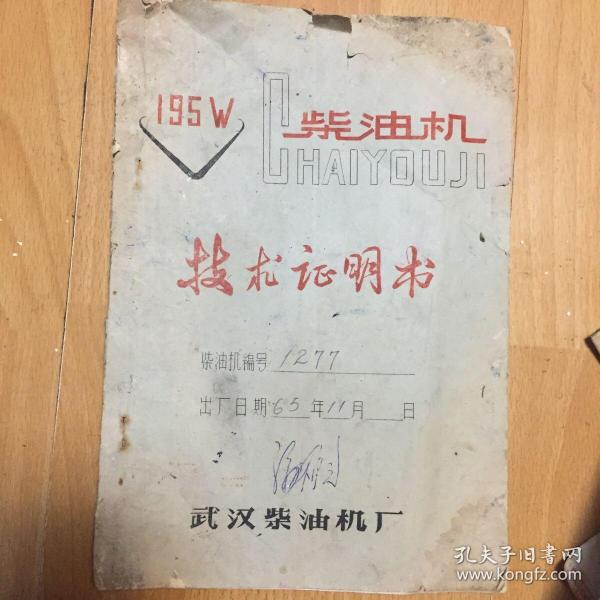 195W
柴油机
CHAIYOUJI
技术证明书
柴油机编号 1277
出厂日期 65 年 11 月 日
武汉柴油机厂
孔夫子旧书网
www.kongfz.com